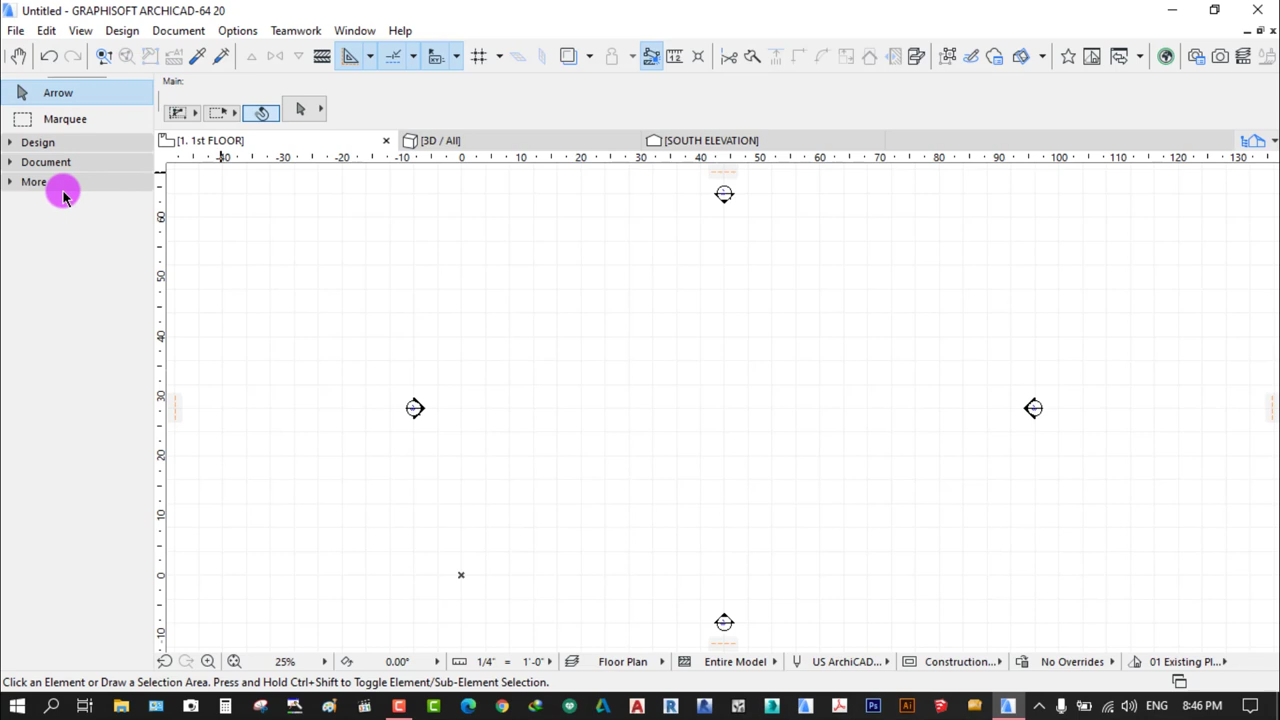 Untitled - GRAPHISOFT ARCHICAD-64 20
File Edit View Design Document Options Teamwork Window Help
Main:
Arrow
Marquee
Design
Document
More
[1. 1st FLOOR] [3D / All] [SOUTH ELEVATION]
-40 -30 -20 -10 0 10 20 30 40 50 60 70 80 90 100 110 120 130
60
50
40
30
20
10
0
-10
25% 0.00° 1/4" = 1'-0" Floor Plan Entire Model US ArchiCAD... Construction... No Overrides 01 Existing Pl...
Click an Element or Draw a Selection Area. Press and Hold Ctrl+Shift to Toggle Element/Sub-Element Selection.
ENG 8:46 PM